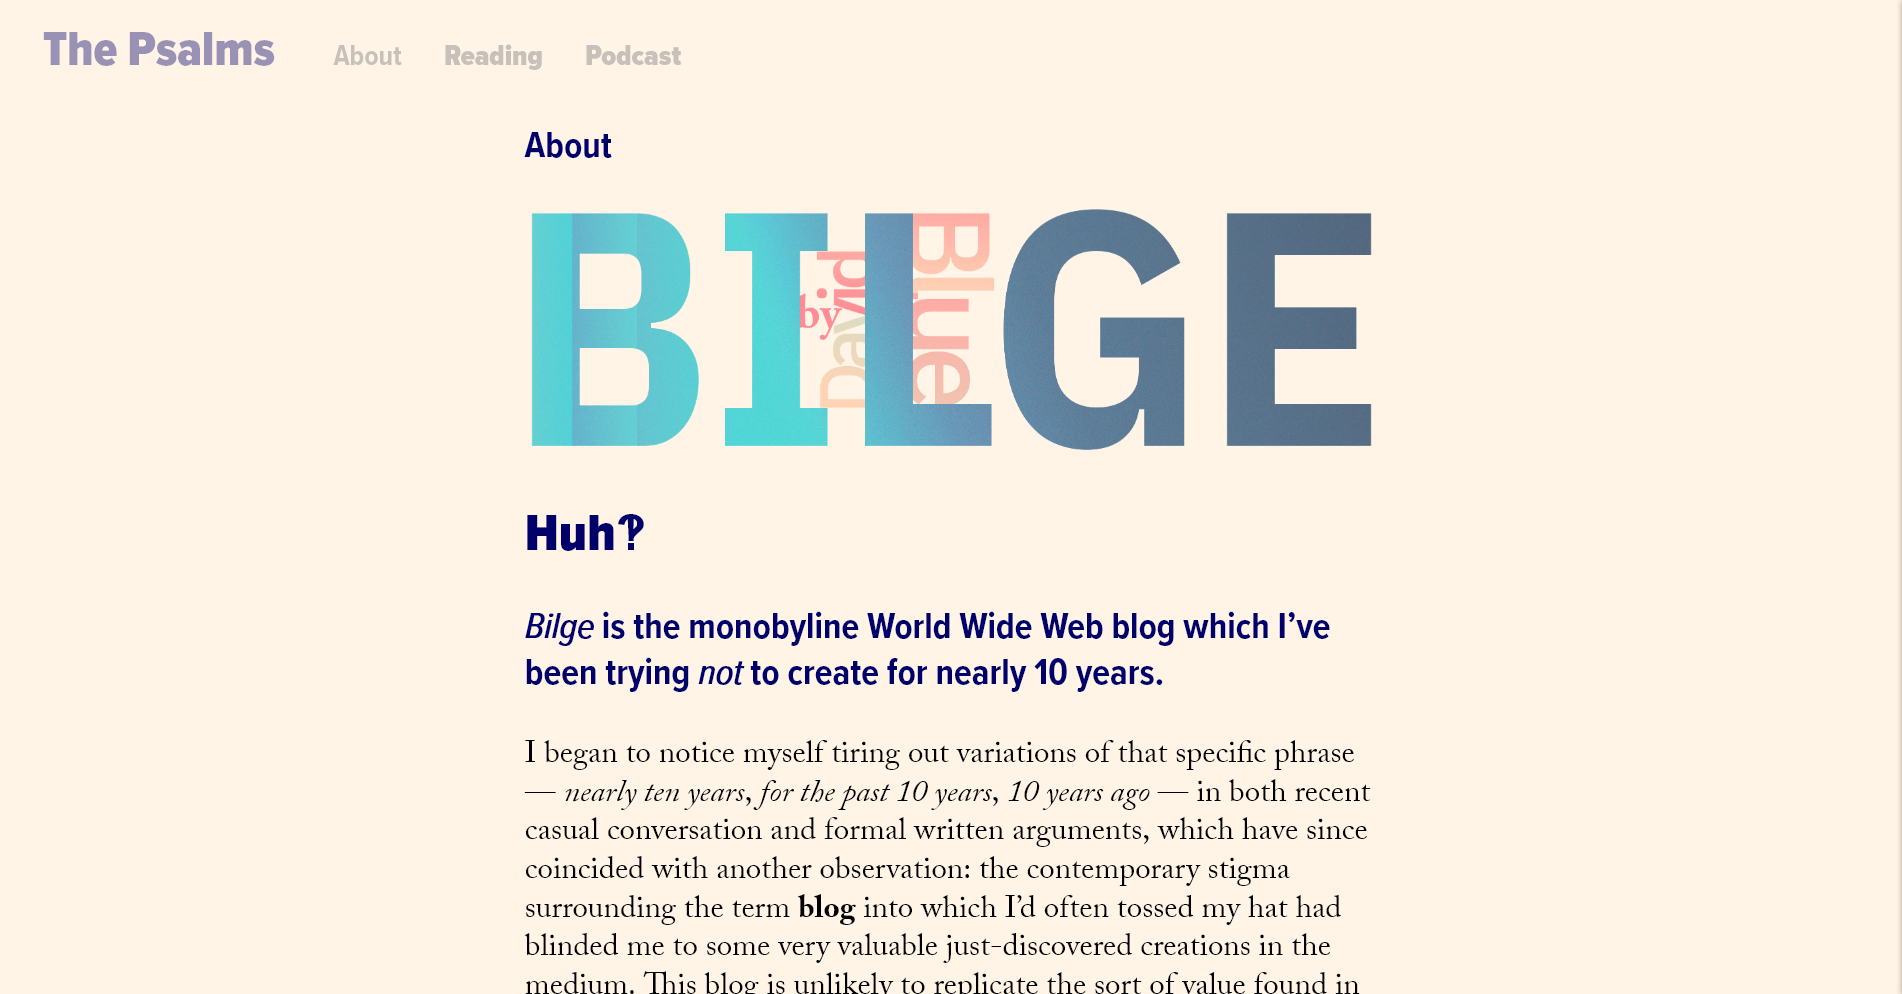 The Psalms
About Reading Podcast
About
BILGE
by
David
Blue
Huh‽
Bilge is the monobyline World Wide Web blog which I’ve
been trying not to create for nearly 10 years.
I began to notice myself tiring out variations of that specific phrase
— nearly ten years, for the past 10 years, 10 years ago — in both recent
casual conversation and formal written arguments, which have since
coincided with another observation: the contemporary stigma
surrounding the term blog into which I’d often tossed my hat had
blinded me to some very valuable just-discovered creations in the
medium. This blog is unlikely to replicate the sort of value found in